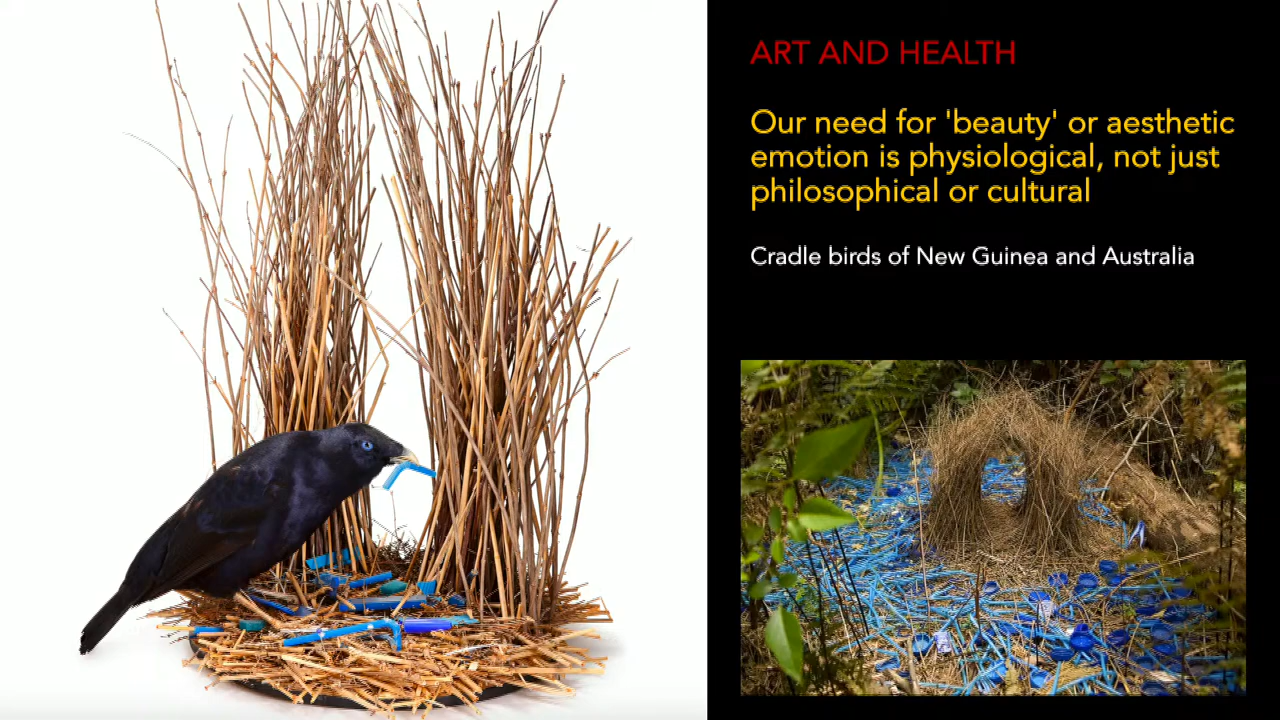 ART AND HEALTH
Our need for 'beauty' or aesthetic
emotion is physiological, not just
philosophical or cultural
Cradle birds of New Guinea and Australia